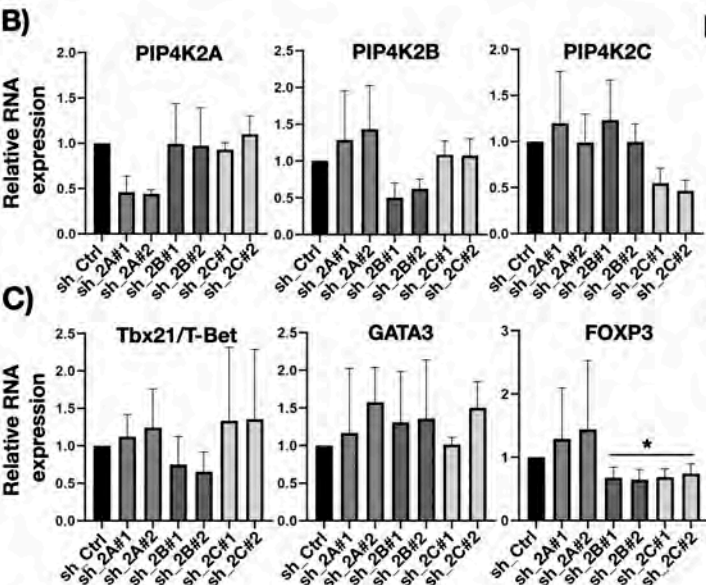 B)
PIP4K2A
PIP4K2B
PIP4K2C
Relative RNA
expression
2.0
1.5
1.0
0.5
0.0
2.5
2.0
1.5
1.0
0.5
0.0
2.0
1.5
1.0
0.5
0.0
sh_Ctrl
sh_2A#1
sh_2A#2
sh_2B#1
sh_2B#2
sh_2C#1
sh_2C#2
sh_Ctrl
sh_2A#1
sh_2A#2
sh_2B#1
sh_2B#2
sh_2C#1
sh_2C#2
sh_Ctrl
sh_2A#1
sh_2A#2
sh_2B#1
sh_2B#2
sh_2C#1
sh_2C#2
C)
Tbx21/T-Bet
GATA3
FOXP3
Relative RNA
expression
2.5
2.0
1.5
1.0
0.5
0.0
2.5
2.0
1.5
1.0
0.5
0.0
3
2
1
0
*
sh_Ctrl
sh_2A#1
sh_2A#2
sh_2B#1
sh_2B#2
sh_2C#1
sh_2C#2
sh_Ctrl
sh_2A#1
sh_2A#2
sh_2B#1
sh_2B#2
sh_2C#1
sh_2C#2
sh_Ctrl
sh_2A#1
sh_2A#2
sh_2B#1
sh_2B#2
sh_2C#1
sh_2C#2